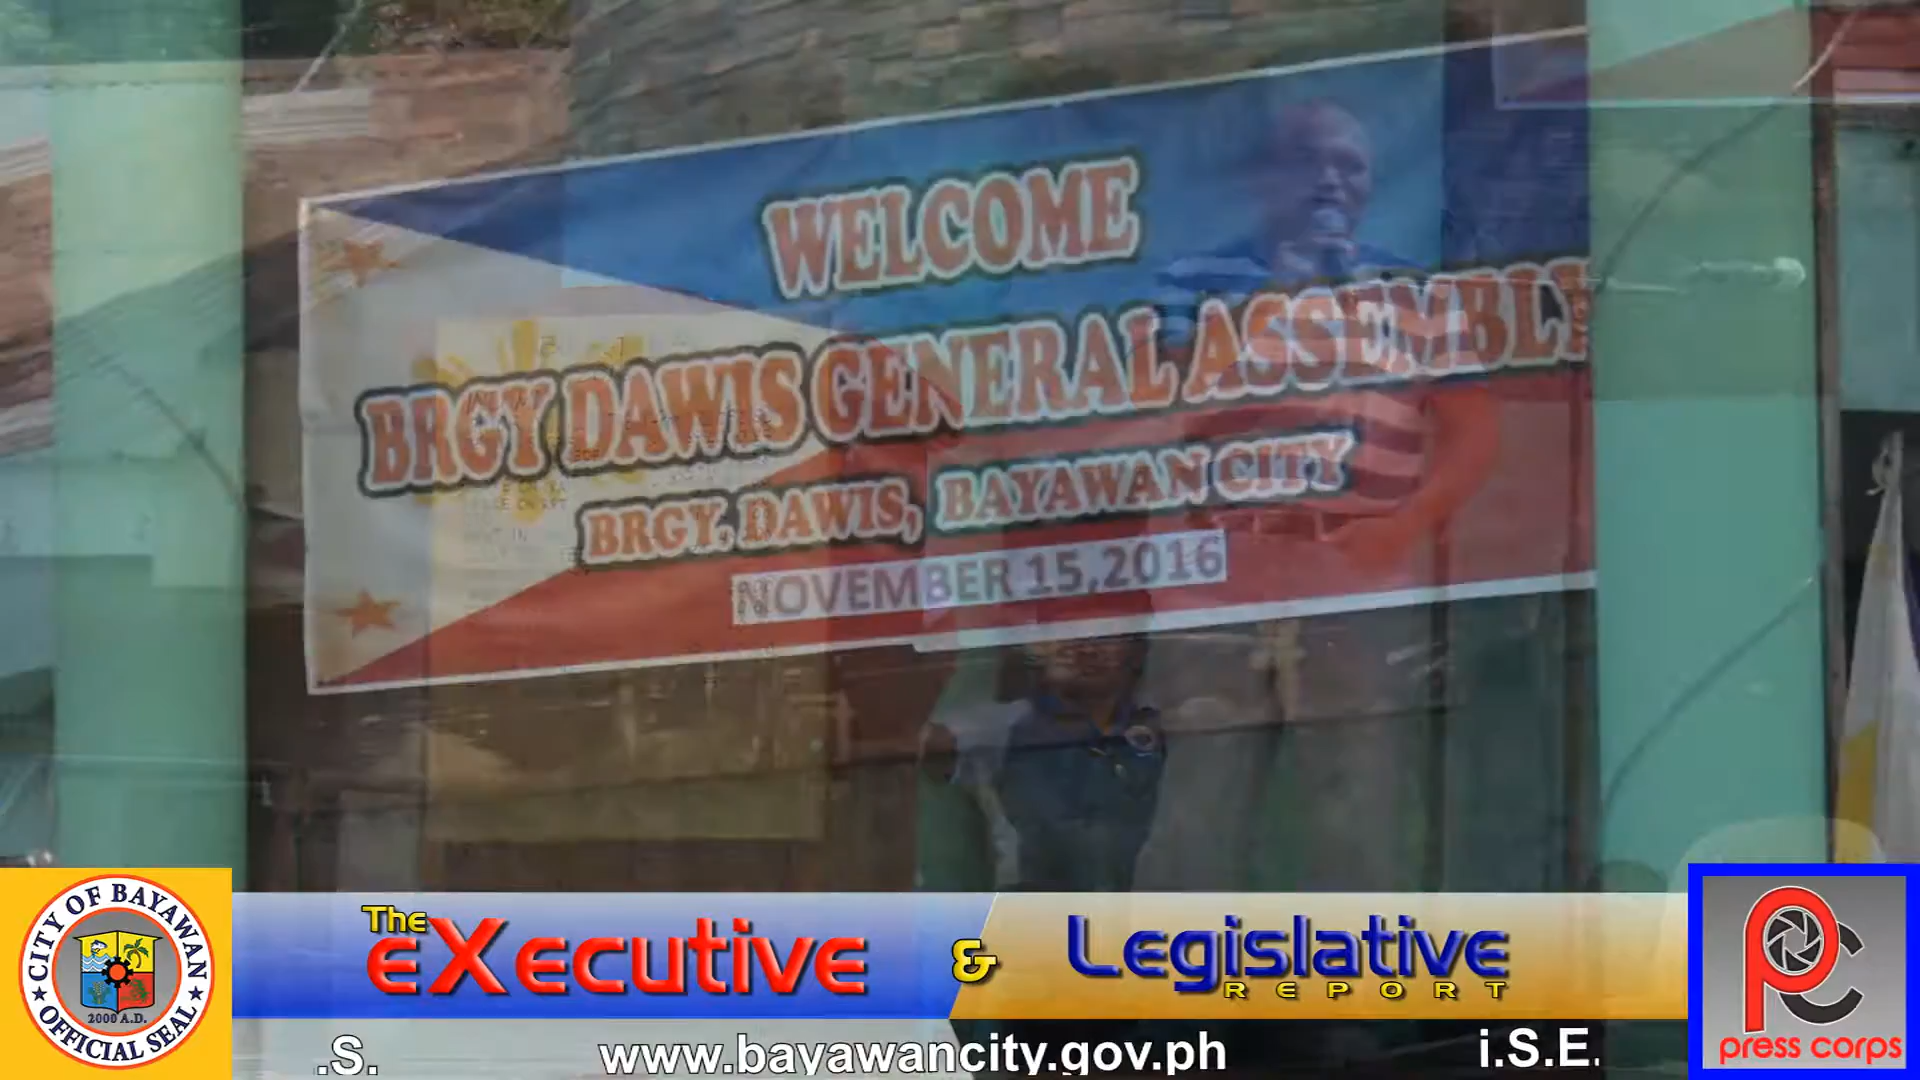 WELCOME
BRGY DAWIS GENERAL ASSEMBLY
BRGY. DAWIS, BAYAWAN CITY
NOVEMBER 15,2016
CITY OF BAYAWAN
2000 A.D.
OFFICIAL SEAL
The eXecutive & Legislative
REPORT
press corps
.S. www.bayawancity.gov.ph i.S.E.